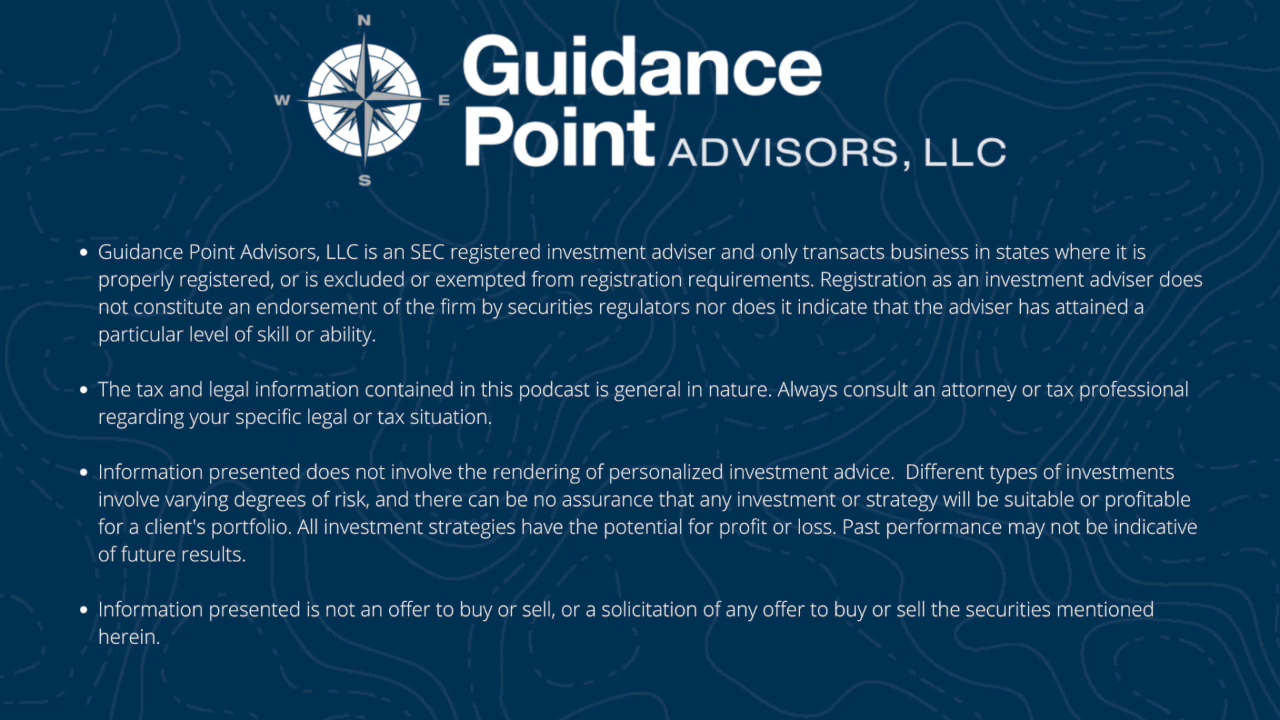 N
W
E
S
Guidance
Point ADVISORS, LLC
• Guidance Point Advisors, LLC is an SEC registered investment adviser and only transacts business in states where it is
properly registered, or is excluded or exempted from registration requirements. Registration as an investment adviser does
not constitute an endorsement of the firm by securities regulators nor does it indicate that the adviser has attained a
particular level of skill or ability.
• The tax and legal information contained in this podcast is general in nature. Always consult an attorney or tax professional
regarding your specific legal or tax situation.
• Information presented does not involve the rendering of personalized investment advice.  Different types of investments
involve varying degrees of risk, and there can be no assurance that any investment or strategy will be suitable or profitable
for a client's portfolio. All investment strategies have the potential for profit or loss. Past performance may not be indicative
of future results.
• Information presented is not an offer to buy or sell, or a solicitation of any offer to buy or sell the securities mentioned
herein.